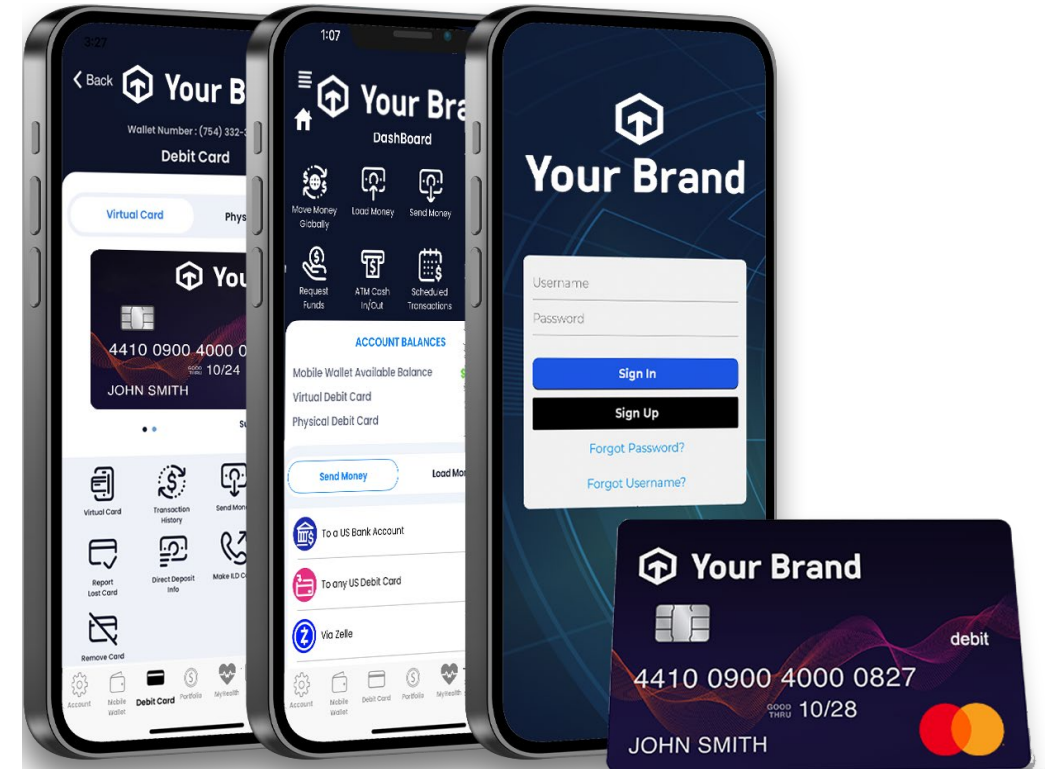 3:27
Back
Your B
Wallet Number : (754) 332-3
Debit Card
Virtual Card
Phys
You
4410 0900 4000 0
GOOD THRU 10/24
JOHN SMITH
Su
Virtual Card
Transaction History
Send Mon
Report Lost Card
Direct Deposit Info
Make ILD C
Remove Card
Account
Mobile Wallet
Debit Card
Portfolio
MyHealth
1:07
Your Bra
DashBoard
Move Money Globally
Load Money
Send Money
Request Funds
ATM Cash In/Out
Scheduled Transactions
ACCOUNT BALANCES
Mobile Wallet Available Balance
Virtual Debit Card
Physical Debit Card
Send Money
Load Mon
To a US Bank Account
To any US Debit Card
Via Zelle
Account
Mobile Wallet
Debit Card
Portfolio
MyHealth
Your Brand
Username
Password
Sign In
Sign Up
Forgot Password?
Forgot Username?
Your Brand
debit
4410 0900 4000 0827
GOOD THRU 10/28
JOHN SMITH